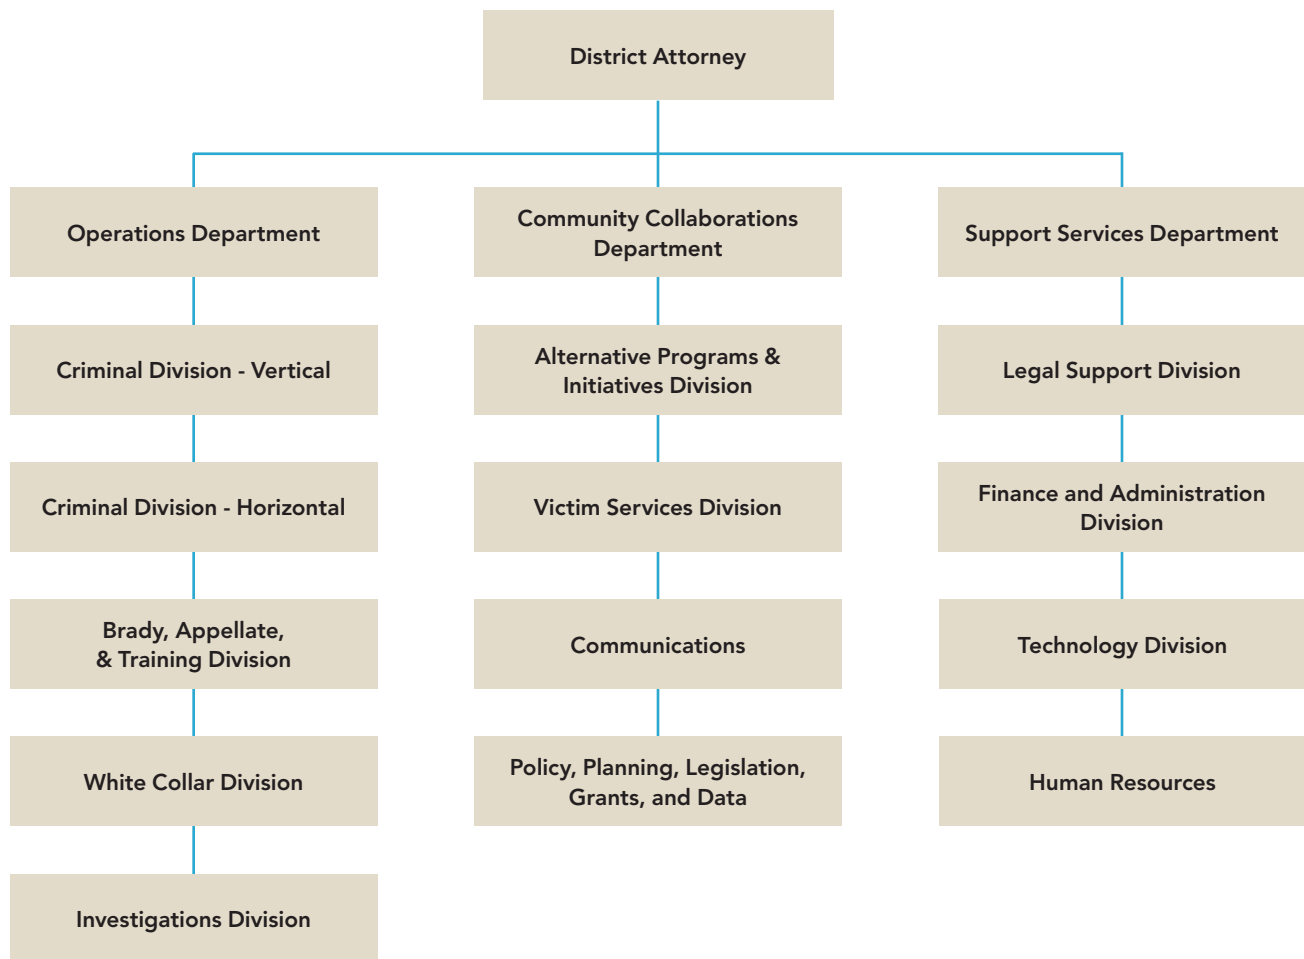 District Attorney
Operations Department
Community Collaborations
Department
Support Services Department
Criminal Division - Vertical
Alternative Programs &
Initiatives Division
Legal Support Division
Criminal Division - Horizontal
Victim Services Division
Finance and Administration
Division
Brady, Appellate,
& Training Division
Communications
Technology Division
White Collar Division
Policy, Planning, Legislation,
Grants, and Data
Human Resources
Investigations Division